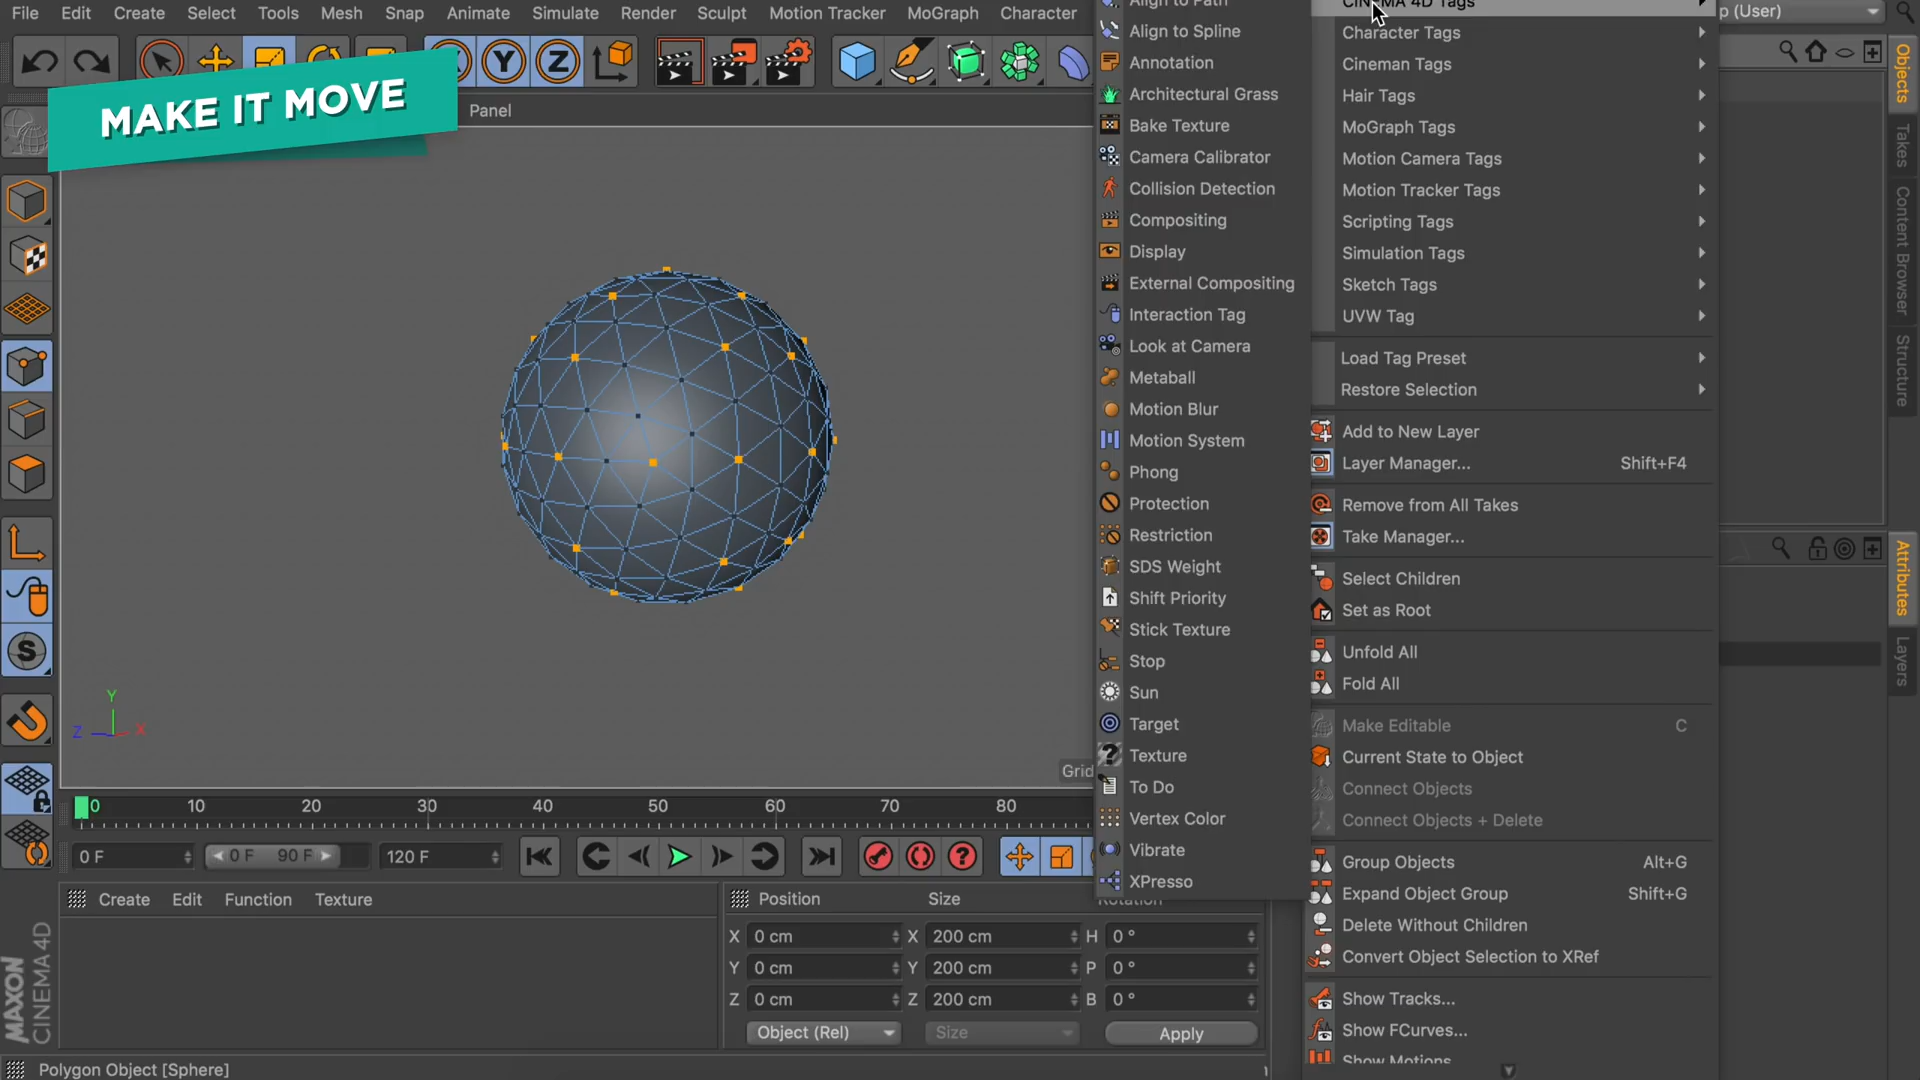 File Edit Create Select Tools Mesh Snap Animate Simulate Render Sculpt Motion Tracker MoGraph Character
p (User)
MAKE IT MOVE
Panel
Align to Path
Align to Spline
Annotation
Architectural Grass
Bake Texture
Camera Calibrator
Collision Detection
Compositing
Display
External Compositing
Interaction Tag
Look at Camera
Metaball
Motion Blur
Motion System
Phong
Protection
Restriction
SDS Weight
Shift Priority
Stick Texture
Stop
Sun
Target
Texture
To Do
Vertex Color
Vibrate
XPresso
CINEMA 4D Tags
Character Tags
Cineman Tags
Hair Tags
MoGraph Tags
Motion Camera Tags
Motion Tracker Tags
Scripting Tags
Simulation Tags
Sketch Tags
UVW Tag
Load Tag Preset
Restore Selection
Add to New Layer
Layer Manager... Shift+F4
Remove from All Takes
Take Manager...
Select Children
Set as Root
Unfold All
Fold All
Make Editable C
Current State to Object
Connect Objects
Connect Objects + Delete
Group Objects Alt+G
Expand Object Group Shift+G
Delete Without Children
Convert Object Selection to XRef
Show Tracks...
Show FCurves...
Show Motions
Objects
Takes
Content Browser
Structure
Attributes
Layers
X Y Z
Y
Z X
Grid
0 10 20 30 40 50 60 70 80
0 F 0 F 90 F 120 F
Create Edit Function Texture
Position Size Rotation
X 0 cm X 200 cm H 0 °
Y 0 cm Y 200 cm P 0 °
Z 0 cm Z 200 cm B 0 °
Object (Rel) Size Apply
MAXON
CINEMA 4D
Polygon Object [Sphere]